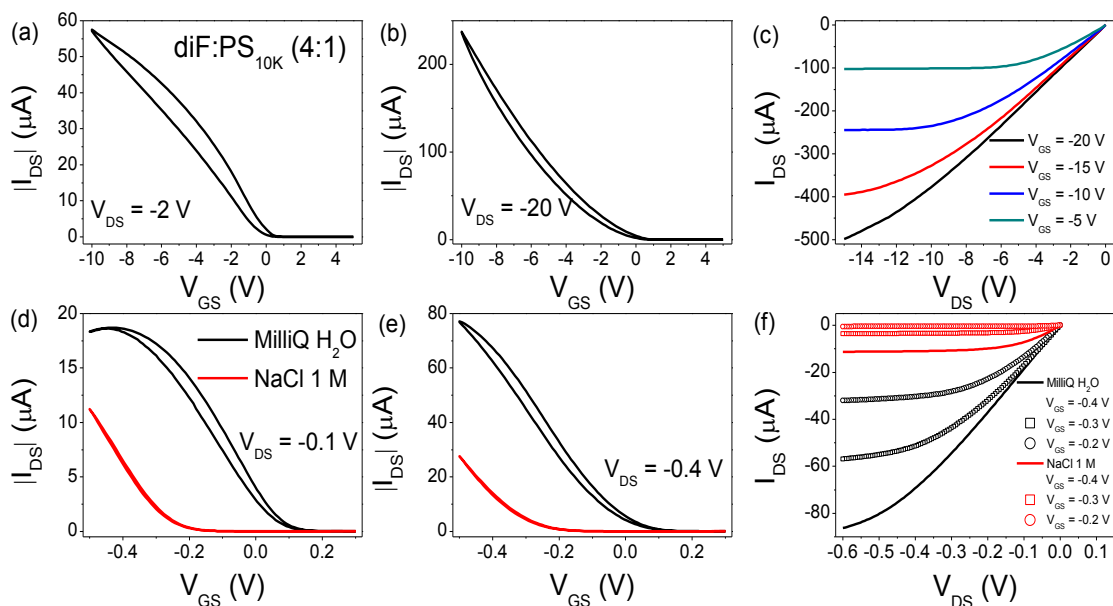 (a)
diF:PS10K (4:1)
|IDS| (µA)
60
50
40
30
20
10
0
VDS = -2 V
-10 -8 -6 -4 -2 0 2 4
VGS (V)
(b)
|IDS| (µA)
200
100
0
VDS = -20 V
-10 -8 -6 -4 -2 0 2 4
VGS (V)
(c)
IDS (µA)
0
-100
-200
-300
-400
-500
VGS = -20 V
VGS = -15 V
VGS = -10 V
VGS = -5 V
-14 -12 -10 -8 -6 -4 -2 0
VDS (V)
(d)
|IDS| (µA)
20
15
10
5
0
MilliQ H2O
NaCl 1 M
VDS = -0.1 V
-0.4 -0.2 0.0 0.2
VGS (V)
(e)
|IDS| (µA)
80
60
40
20
0
VDS = -0.4 V
-0.4 -0.2 0.0 0.2
VGS (V)
(f)
IDS (µA)
0
-20
-40
-60
-80
MilliQ H2O
VGS = -0.4 V
VGS = -0.3 V
VGS = -0.2 V
NaCl 1 M
VGS = -0.4 V
VGS = -0.3 V
VGS = -0.2 V
-0.6 -0.5 -0.4 -0.3 -0.2 -0.1 0.0 0.1
VDS (V)